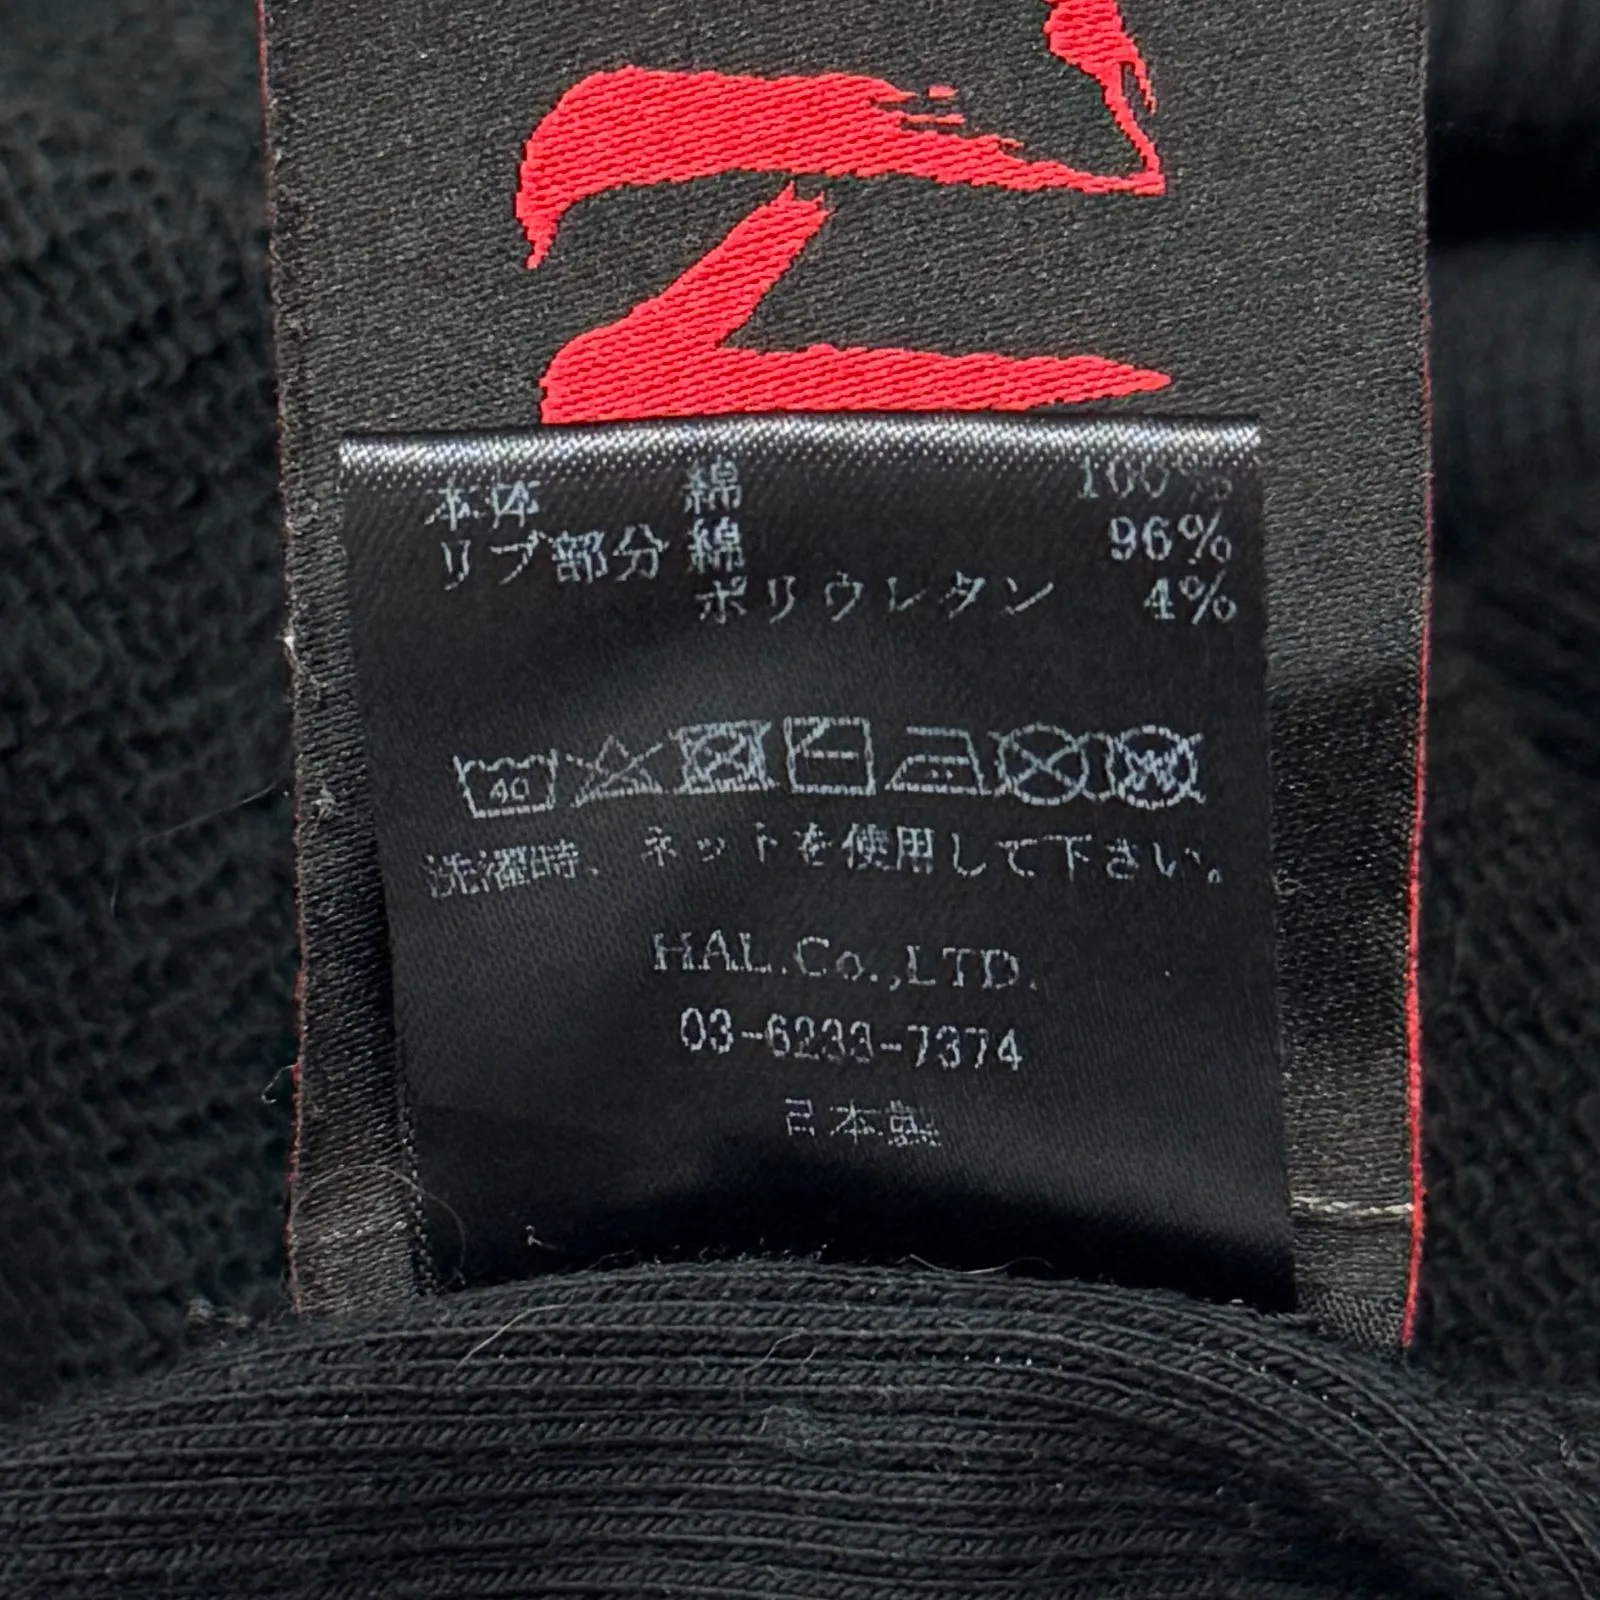 本体 綿 100%
リブ部分 綿 96%
ポリウレタン 4%
40
洗濯時、ネットを使用して下さい。
HAL.Co.,LTD.
03-6233-7374
日本製